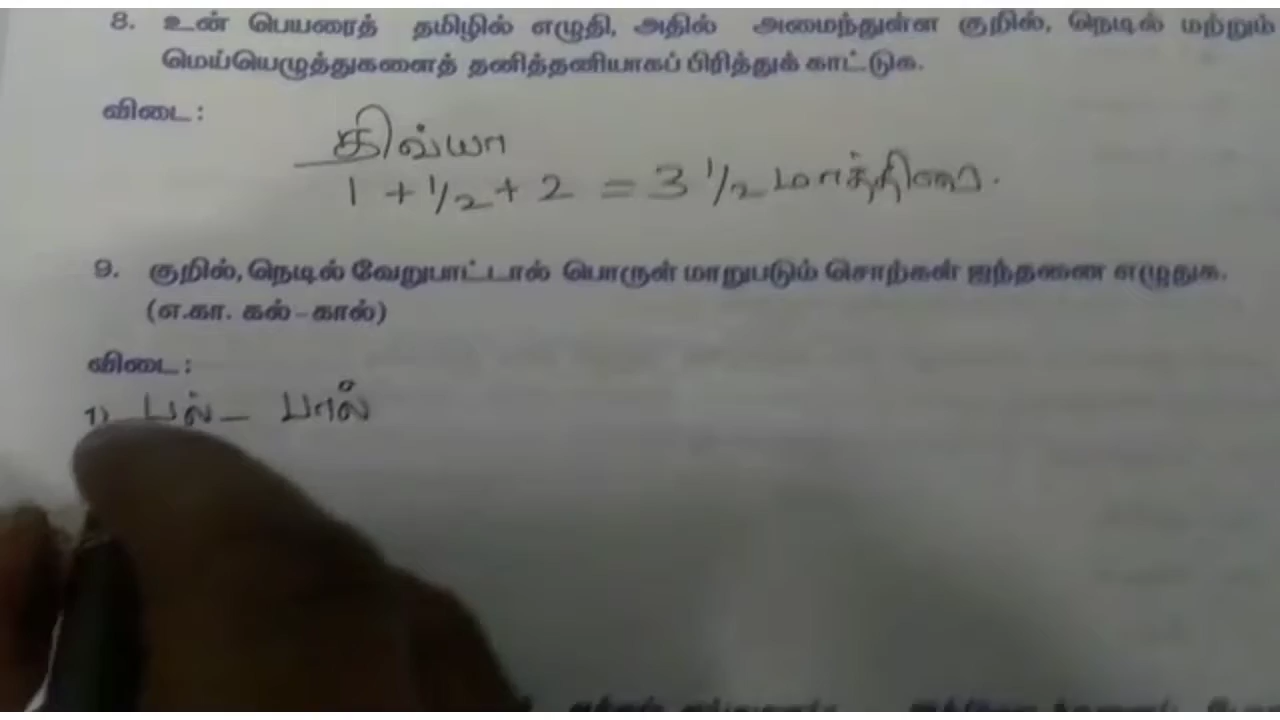 8. உன் பெயரைத் தமிழில் எழுதி, அதில் அமைந்துள்ள குறில், நெடில் மற்றும்
மெய்யெழுத்துகளைத் தனித்தனியாகப் பிரித்துக் காட்டுக.
விடை :
திவ்யா
1 + 1/2 + 2 = 3 1/2 மாத்திரை.
9. குறில், நெடில் வேறுபாட்டால் பொருள் மாறுபடும் சொற்கள் ஐந்தனை எழுதுக.
(எ.கா. கல் – கால்)
விடை :
1) பல் – பால்